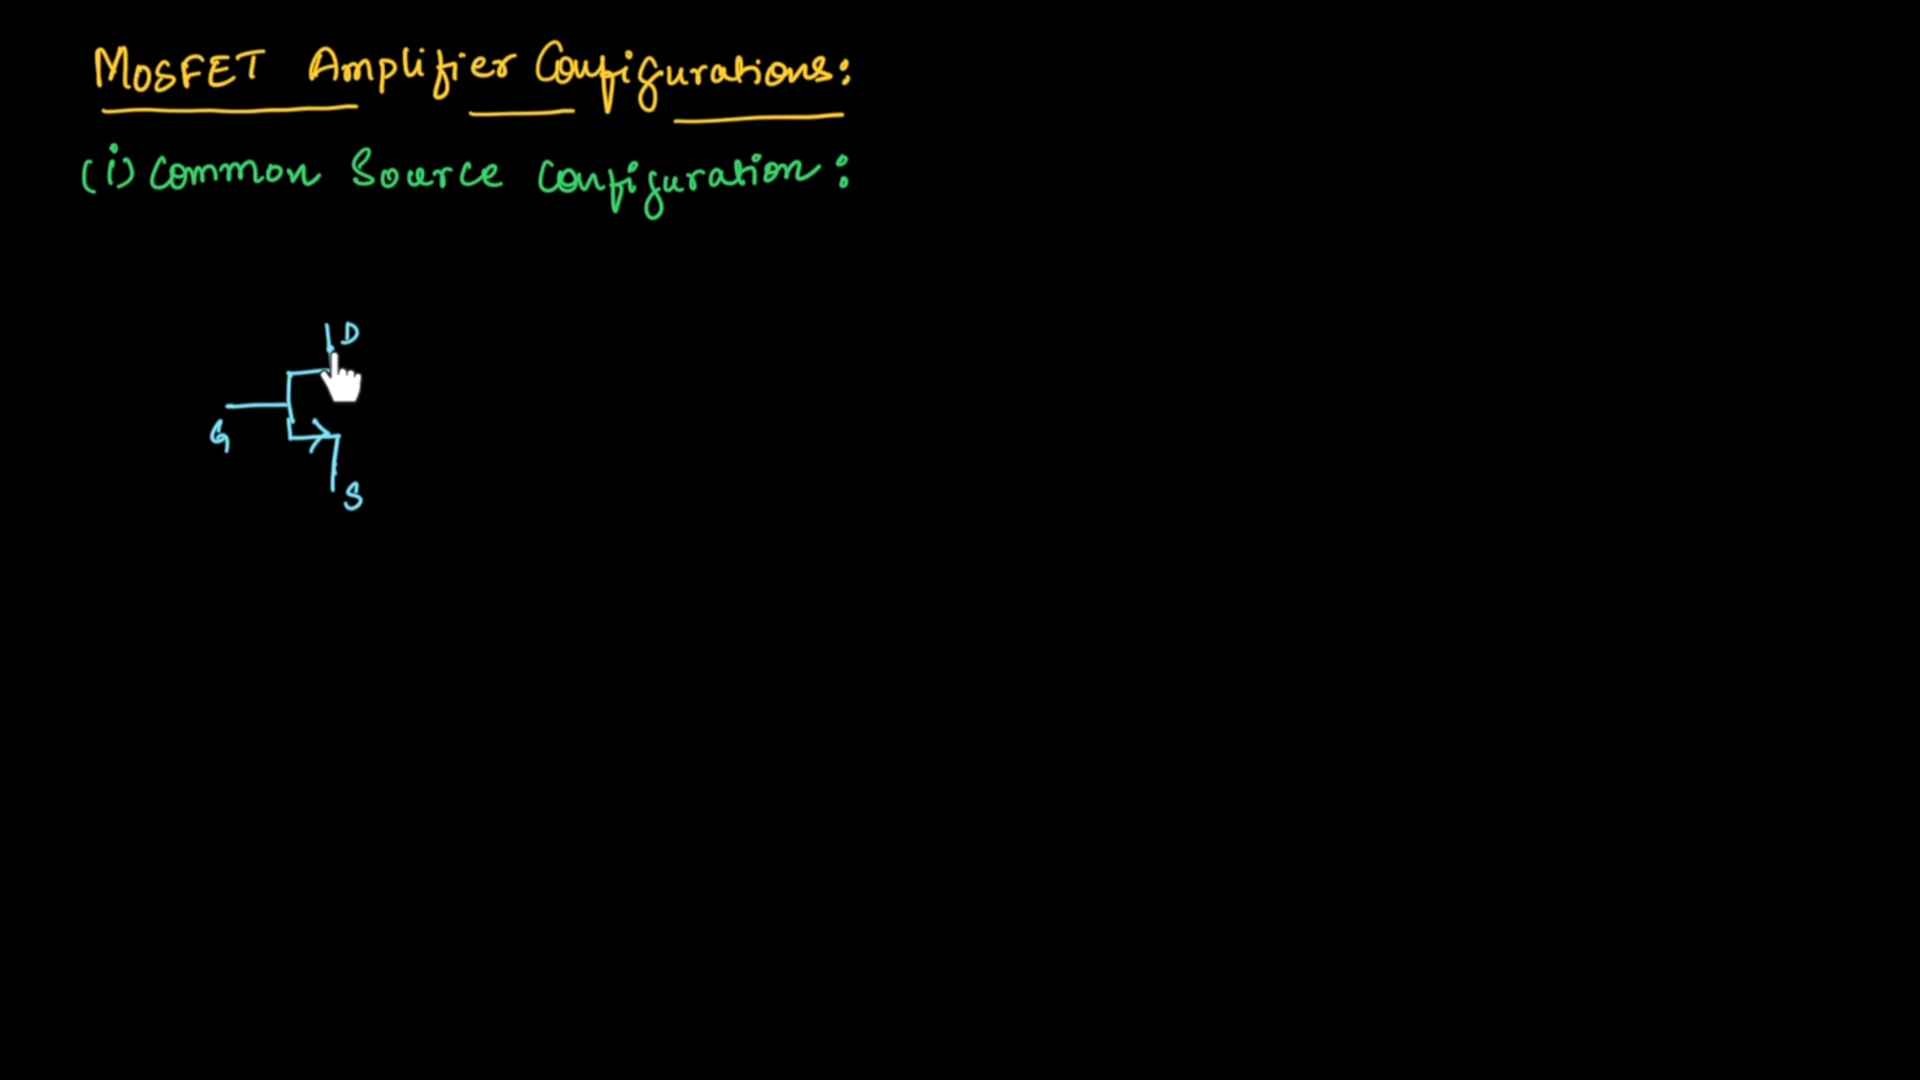 MOSFET Amplifier Configurations:
(i) Common Source Configuration:
D
G
S